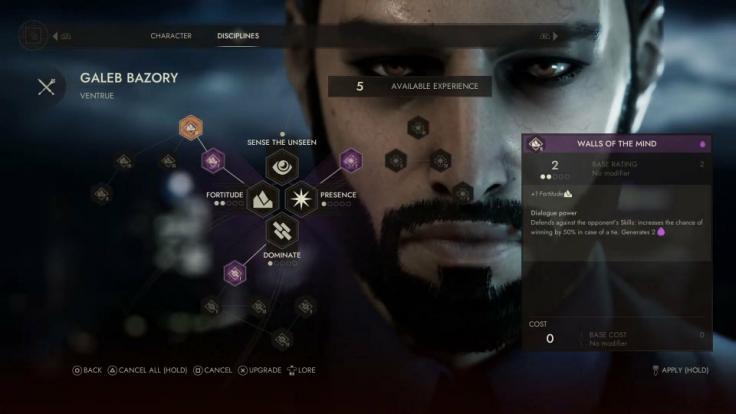 CHARACTER
DISCIPLINES
GALEB BAZORY
VENTRUE
5 AVAILABLE EXPERIENCE
SENSE THE UNSEEN
FORTITUDE
PRESENCE
DOMINATE
WALLS OF THE MIND
2 BASE RATING 2
No modifier
+1 Fortitude
Dialogue power
Defends against the opponent's Skills: increases the chance of
winning by 50% in case of a tie. Generates 2
COST
0 BASE COST 0
No modifier
BACK CANCEL ALL (HOLD) CANCEL UPGRADE LORE APPLY (HOLD)